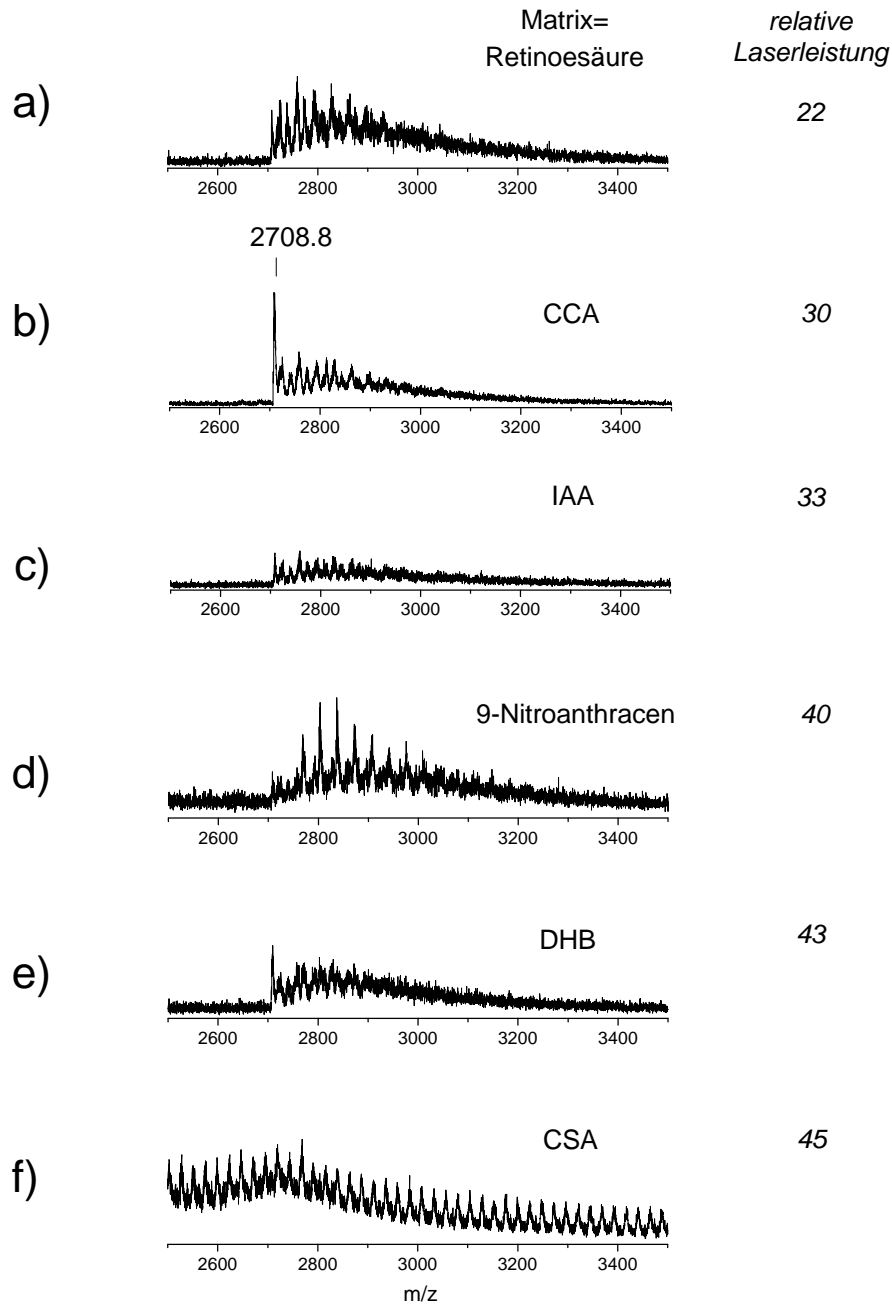 Matrix=
Retinoesäure
relative
Laserleistung
a)
22
2600 2800 3000 3200 3400
2708.8
b)
CCA
30
2600 2800 3000 3200 3400
IAA
33
c)
2600 2800 3000 3200 3400
9-Nitroanthracen
40
d)
2600 2800 3000 3200 3400
DHB
43
e)
2600 2800 3000 3200 3400
CSA
45
f)
2600 2800 3000 3200 3400
m/z